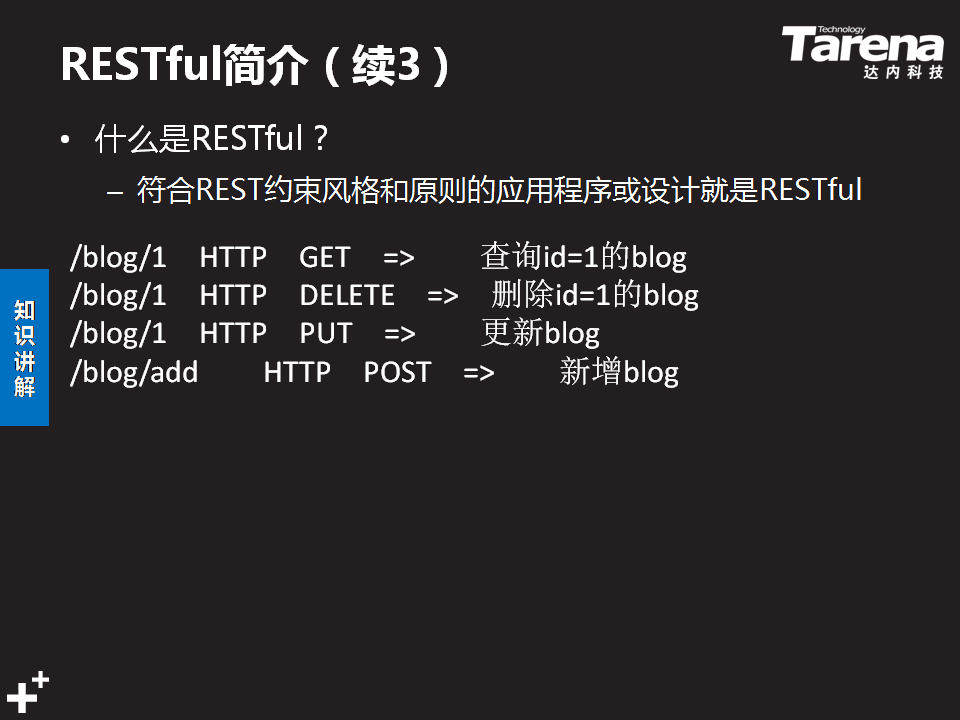 RESTful简介（续3）
Technology
Tarena
达内科技
• 什么是RESTful？
– 符合REST约束风格和原则的应用程序或设计就是RESTful
/blog/1 HTTP GET => 查询id=1的blog
/blog/1 HTTP DELETE => 删除id=1的blog
/blog/1 HTTP PUT => 更新blog
/blog/add HTTP POST => 新增blog
知识讲解